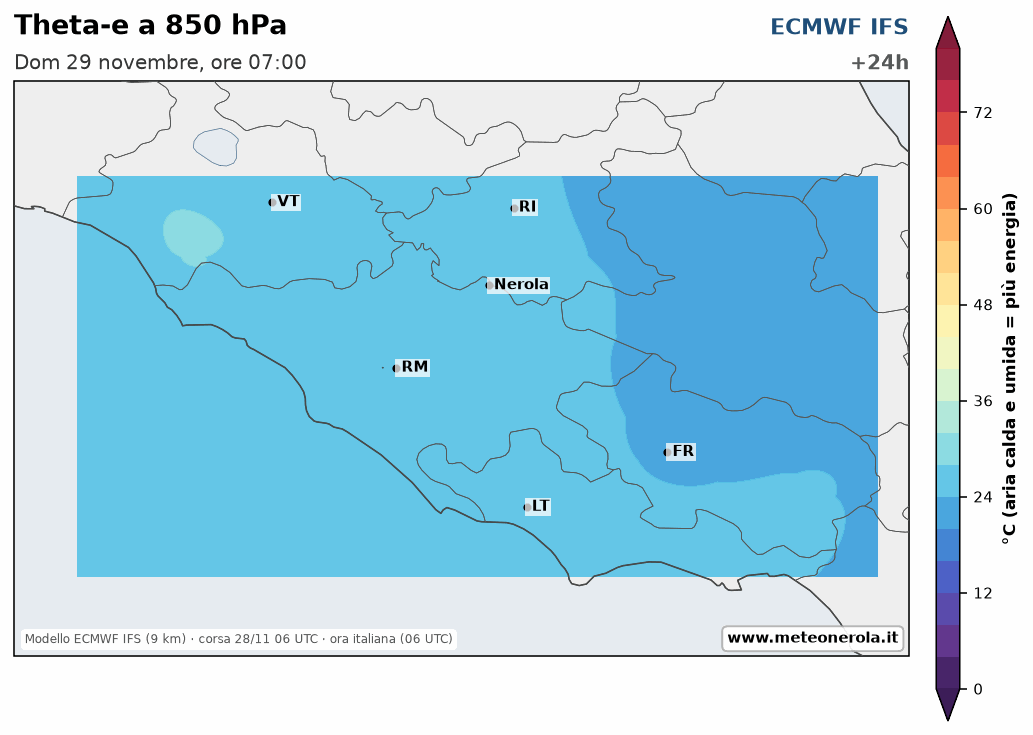 Theta-e a 850 hPa
ECMWF IFS
Dom 29 novembre, ore 07:00
+24h
72
60
48
36
24
12
0
°C (aria calda e umida = più energia)
VT
RI
Nerola
RM
FR
LT
Modello ECMWF IFS (9 km) · corsa 28/11 06 UTC · ora italiana (06 UTC)
www.meteonerola.it